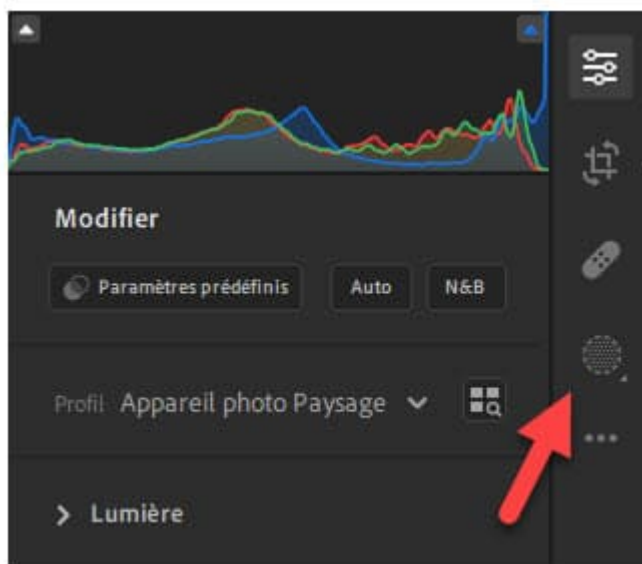 Modifier
Paramètres prédéfinis Auto N&B
Profil Appareil photo Paysage
Lumière